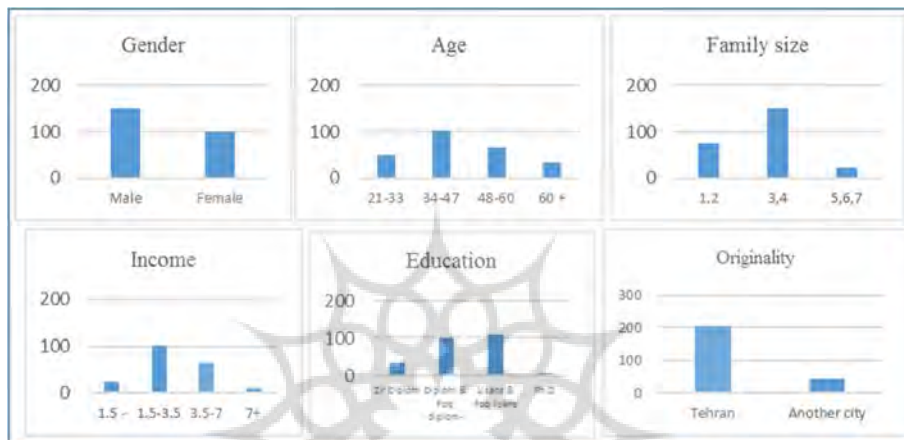 Gender
200
100
0
Male Female
Age
200
100
0
21-33 34-47 48-60 60 +
Family size
200
100
0
1,2 3,4 5,6,7
Income
200
100
0
1.5 - 1.5-3.5 3.5-7 7+
Education
200
100
0
Diplom &
Ph.D
Originality
300
200
100
0
Tehran Another city